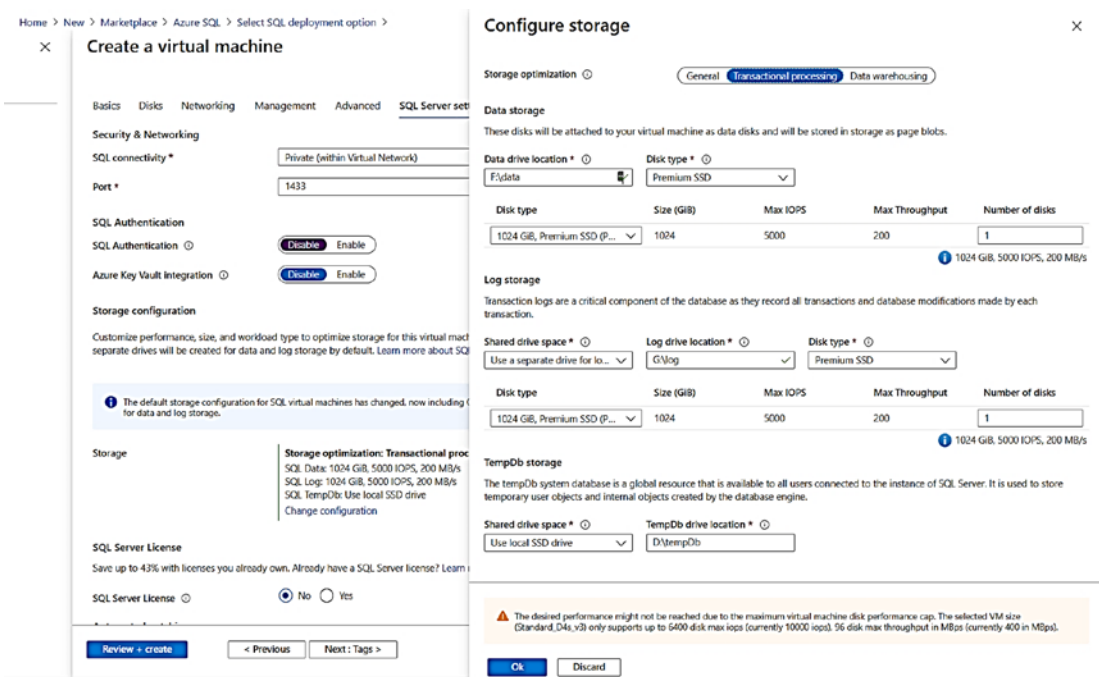 Home > New > Marketplace > Azure SQL > Select SQL deployment option >
Create a virtual machine
Basics Disks Networking Management Advanced SQL Server set
Security & Networking
SQL connectivity *
Private (within Virtual Network)
Port *
1433
SQL Authentication
SQL Authentication
Disable Enable
Azure Key Vault integration
Disable Enable
Storage configuration
Customize performance, size, and workload type to optimize storage for this virtual mach
separate drives will be created for data and log storage by default. Learn more about SQL
The default storage configuration for SQL virtual machines has changed, now including
for data and log storage.
Storage
Storage optimization: Transactional proc
SQL Data: 1024 GiB, 5000 IOPS, 200 MB/s
SQL Log: 1024 GiB, 5000 IOPS, 200 MB/s
SQL TempDb: Use local SSD drive
Change configuration
SQL Server License
Save up to 43% with licenses you already own. Already have a SQL Server license? Learn
SQL Server License
No Yes
Review + create
< Previous
Next : Tags >
Configure storage
Storage optimization
General Transactional processing Data warehousing
Data storage
These disks will be attached to your virtual machine as data disks and will be stored in storage as page blobs.
Data drive location * Disk type *
F:\data Premium SSD
Disk type Size (GiB) Max IOPS Max Throughput Number of disks
1024 GiB, Premium SSD (P... 1024 5000 200 1
1024 GiB, 5000 IOPS, 200 MB/s
Log storage
Transaction logs are a critical component of the database as they record all transactions and database modifications made by each
transaction.
Shared drive space * Log drive location * Disk type *
Use a separate drive for lo... G:\log Premium SSD
Disk type Size (GiB) Max IOPS Max Throughput Number of disks
1024 GiB, Premium SSD (P... 1024 5000 200 1
1024 GiB, 5000 IOPS, 200 MB/s
TempDb storage
The tempDb system database is a global resource that is available to all users connected to the instance of SQL Server. It is used to store
temporary user objects and internal objects created by the database engine.
Shared drive space * TempDb drive location *
Use local SSD drive D:\tempDb
The desired performance might not be reached due to the maximum virtual machine disk performance cap. The selected VM size
(Standard_D4s_v3) only supports up to 6400 disk max iops (currently 10000 iops). 96 disk max throughput in MBps (currently 400 in MBps).
Ok
Discard